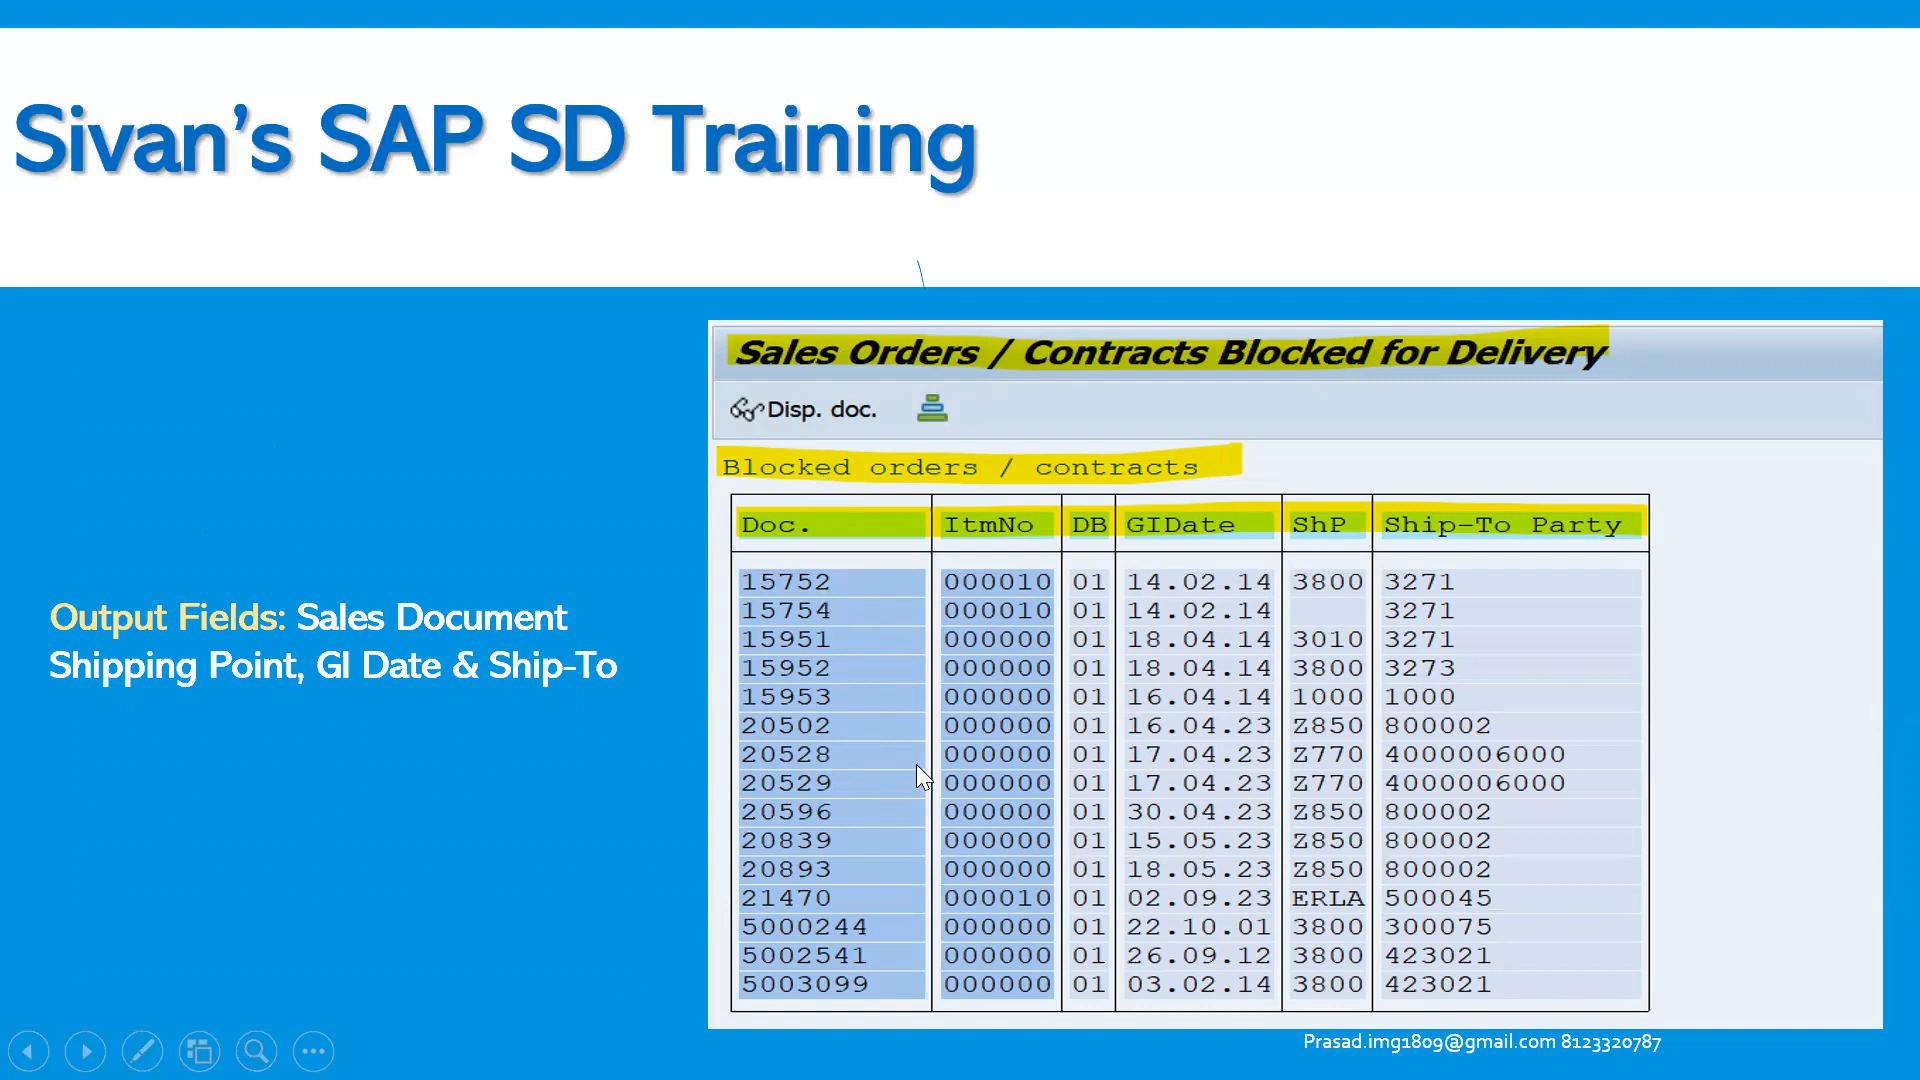 Sivan's SAP SD Training
Output Fields: Sales Document
Shipping Point, GI Date & Ship-To
Sales Orders / Contracts Blocked for Delivery
Disp. doc.
Blocked orders / contracts
Doc. ItmNo DB GIDate ShP Ship-To Party
15752 000010 01 14.02.14 3800 3271
15754 000010 01 14.02.14 3271
15951 000000 01 18.04.14 3010 3271
15952 000000 01 18.04.14 3800 3273
15953 000000 01 16.04.14 1000 1000
20502 000000 01 16.04.23 Z850 800002
20528 000000 01 17.04.23 Z770 4000006000
20529 000000 01 17.04.23 Z770 4000006000
20596 000000 01 30.04.23 Z850 800002
20839 000000 01 15.05.23 Z850 800002
20893 000000 01 18.05.23 Z850 800002
21470 000010 01 02.09.23 ERLA 500045
5000244 000000 01 22.10.01 3800 300075
5002541 000000 01 26.09.12 3800 423021
5003099 000000 01 03.02.14 3800 423021
Prasad.img1809@gmail.com 8123320787